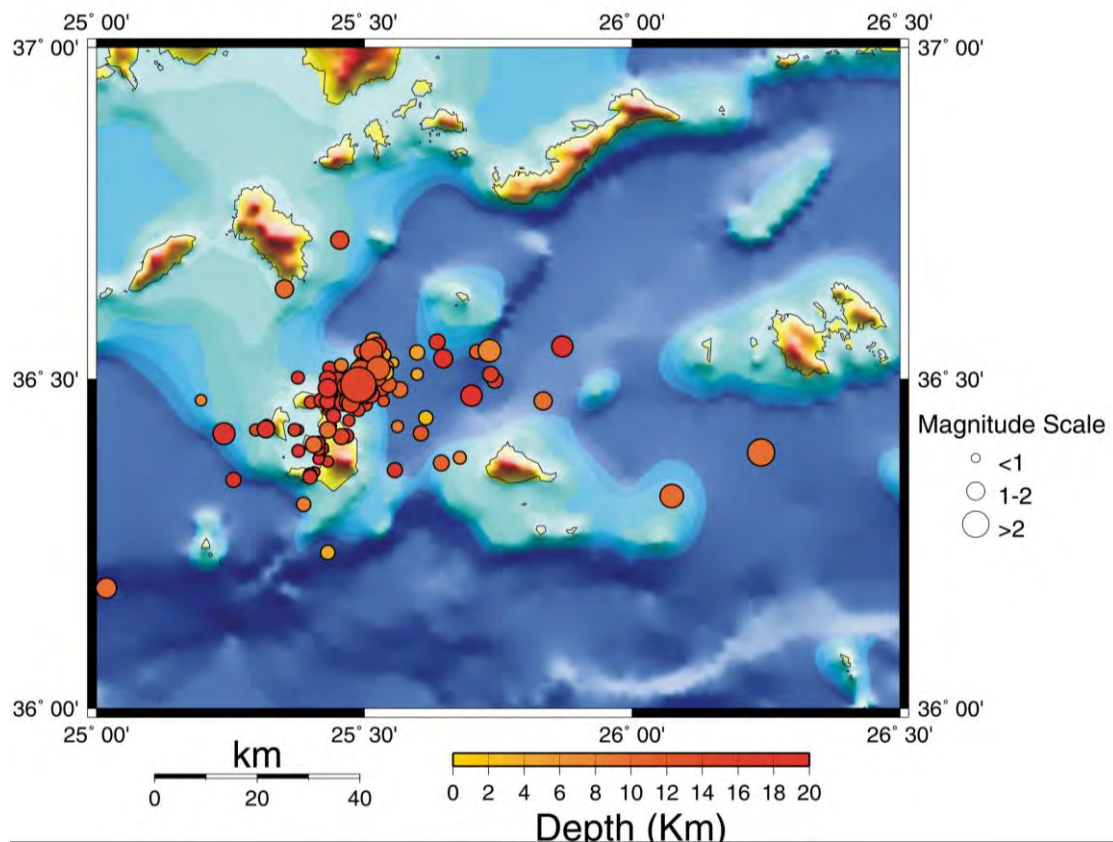 25° 00' 25° 30' 26° 00' 26° 30'
37° 00' 37° 00'
36° 30' 36° 30'
Magnitude Scale
<1
1-2
>2
36° 00' 36° 00'
25° 00' 25° 30' 26° 00' 26° 30'
km
0 20 40
0 2 4 6 8 10 12 14 16 18 20
Depth (Km)